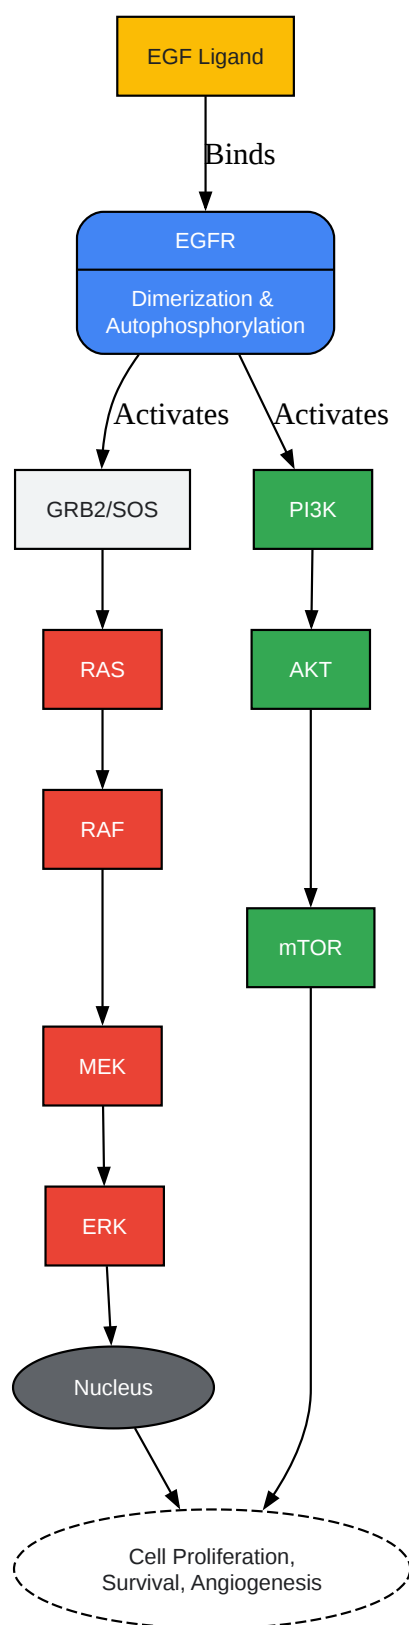 EGF Ligand
Binds
EGFR
Dimerization &
Autophosphorylation
Activates
Activates
GRB2/SOS
PI3K
RAS
AKT
RAF
mTOR
MEK
ERK
Nucleus
Cell Proliferation,
Survival, Angiogenesis